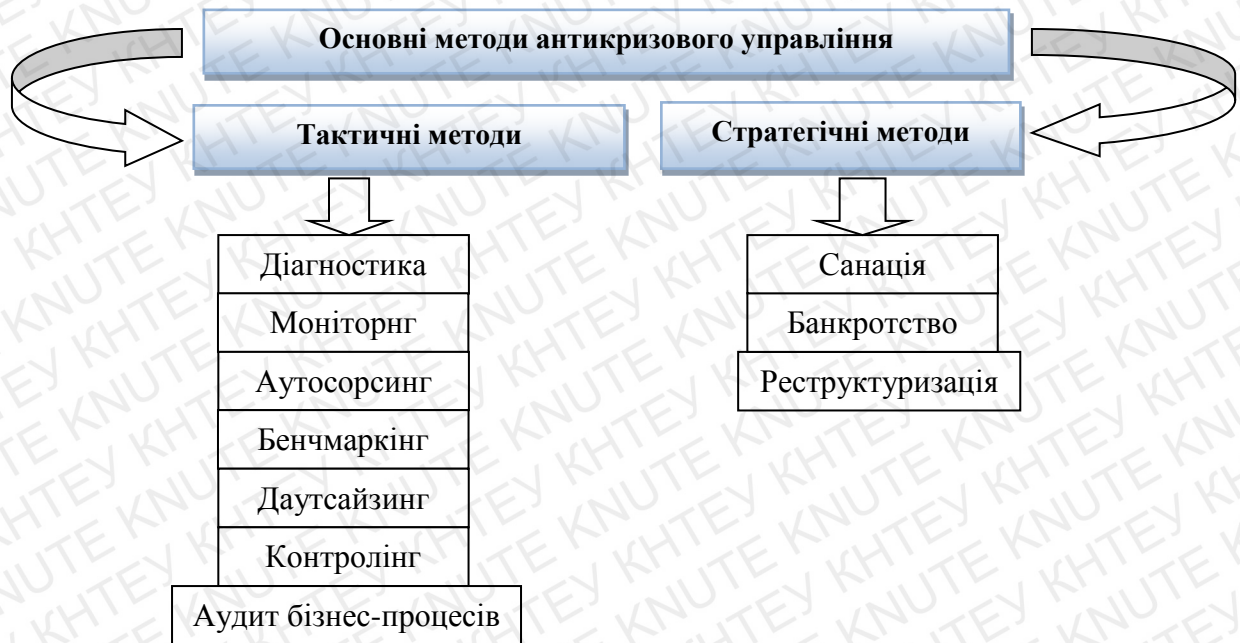 Основні методи антикризового управління
Тактичні методи
Стратегічні методи
Діагностика
Моніторнг
Аутосорсинг
Бенчмаркінг
Даутсайзинг
Контролінг
Аудит бізнес-процесів
Санація
Банкротство
Реструктуризація